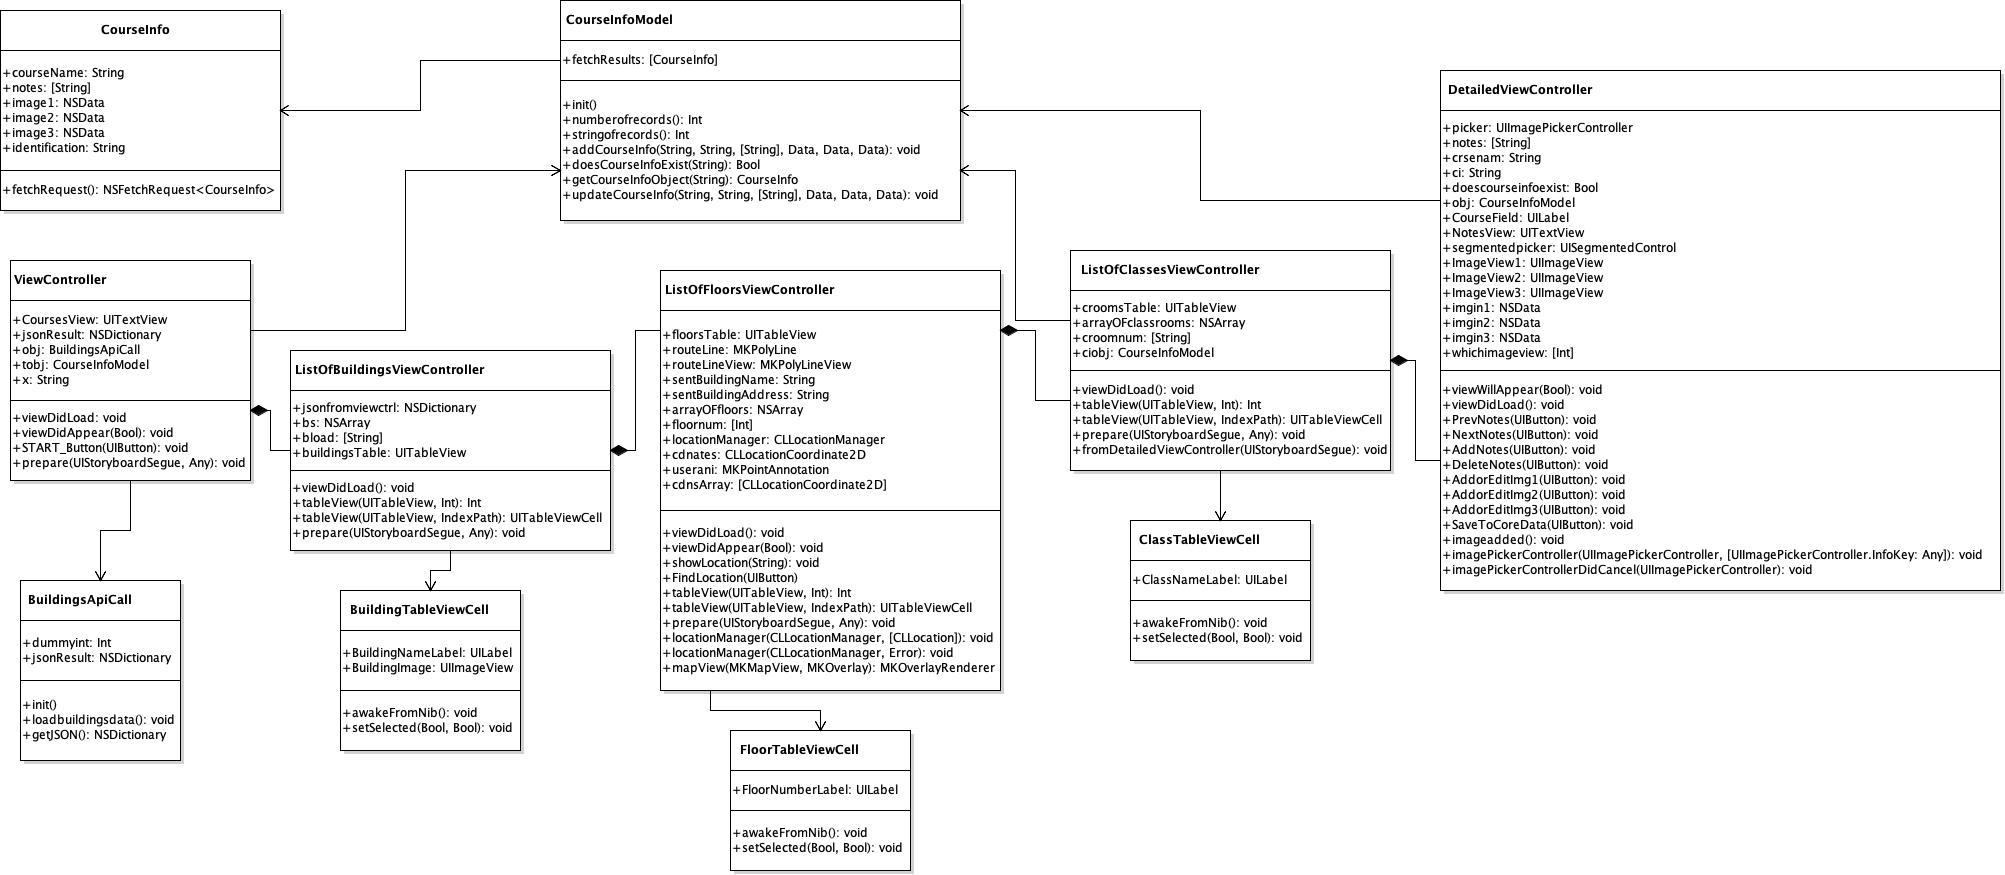 CourseInfo
+courseName: String
+notes: [String]
+image1: NSData
+image2: NSData
+image3: NSData
+identification: String
+fetchRequest(): NSFetchRequest<CourseInfo>
CourseInfoModel
+fetchResults: [CourseInfo]
+init()
+numberofrecords(): Int
+stringofrecords(): Int
+addCourseInfo(String, String, [String], Data, Data, Data): void
+doesCourseInfoExist(String): Bool
+getCourseInfoObject(String): CourseInfo
+updateCourseInfo(String, String, [String], Data, Data, Data): void
DetailedViewController
+picker: UIImagePickerController
+notes: [String]
+crsenam: String
+ci: String
+doescourseinfoexist: Bool
+obj: CourseInfoModel
+CourseField: UILabel
+NotesView: UITextView
+segmentedpicker: UISegmentedControl
+ImageView1: UIImageView
+ImageView2: UIImageView
+ImageView3: UIImageView
+imgin1: NSData
+imgin2: NSData
+imgin3: NSData
+whichimageview: [Int]
+viewWillAppear(Bool): void
+viewDidLoad(): void
+PrevNotes(UIButton): void
+NextNotes(UIButton): void
+AddNotes(UIButton): void
+DeleteNotes(UIButton): void
+AddorEditImg1(UIButton): void
+AddorEditImg2(UIButton): void
+AddorEditImg3(UIButton): void
+SaveToCoreData(UIButton): void
+imageadded(): void
+imagePickerController(UIImagePickerController, [UIImagePickerController.InfoKey: Any]): void
+imagePickerControllerDidCancel(UIImagePickerController): void
ViewController
+CoursesView: UITextView
+jsonResult: NSDictionary
+obj: BuildingsApiCall
+tobj: CourseInfoModel
+x: String
+viewDidLoad: void
+viewDidAppear(Bool): void
+START_Button(UIButton): void
+prepare(UIStoryboardSegue, Any): void
ListOfBuildingsViewController
+jsonfromviewctrl: NSDictionary
+bs: NSArray
+bload: [String]
+buildingsTable: UITableView
+viewDidLoad(): void
+tableView(UITableView, Int): Int
+tableView(UITableView, IndexPath): UITableViewCell
+prepare(UIStoryboardSegue, Any): void
ListOfFloorsViewController
+floorsTable: UITableView
+routeLine: MKPolyLine
+routeLineView: MKPolyLineView
+sentBuildingName: String
+sentBuildingAddress: String
+arrayOFfloors: NSArray
+floornum: [Int]
+locationManager: CLLocationManager
+cdnates: CLLocationCoordinate2D
+userani: MKPointAnnotation
+cdnsArray: [CLLocationCoordinate2D]
+viewDidLoad(): void
+viewDidAppear(Bool): void
+showLocation(String): void
+FindLocation(UIButton)
+tableView(UITableView, Int): Int
+tableView(UITableView, IndexPath): UITableViewCell
+prepare(UIStoryboardSegue, Any): void
+locationManager(CLLocationManager, [CLLocation]): void
+locationManager(CLLocationManager, Error): void
+mapView(MKMapView, MKOverlay): MKOverlayRenderer
ListOfClassesViewController
+croomsTable: UITableView
+arrayOFclassrooms: NSArray
+croomnum: [String]
+ciobj: CourseInfoModel
+viewDidLoad(): void
+tableView(UITableView, Int): Int
+tableView(UITableView, IndexPath): UITableViewCell
+prepare(UIStoryboardSegue, Any): void
+fromDetailedViewController(UIStoryboardSegue): void
BuildingsApiCall
+dummyint: Int
+jsonResult: NSDictionary
+init()
+loadbuildingsdata(): void
+getJSON(): NSDictionary
BuildingTableViewCell
+BuildingNameLabel: UILabel
+BuildingImage: UIImageView
+awakeFromNib(): void
+setSelected(Bool, Bool): void
FloorTableViewCell
+FloorNumberLabel: UILabel
+awakeFromNib(): void
+setSelected(Bool, Bool): void
ClassTableViewCell
+ClassNameLabel: UILabel
+awakeFromNib(): void
+setSelected(Bool, Bool): void